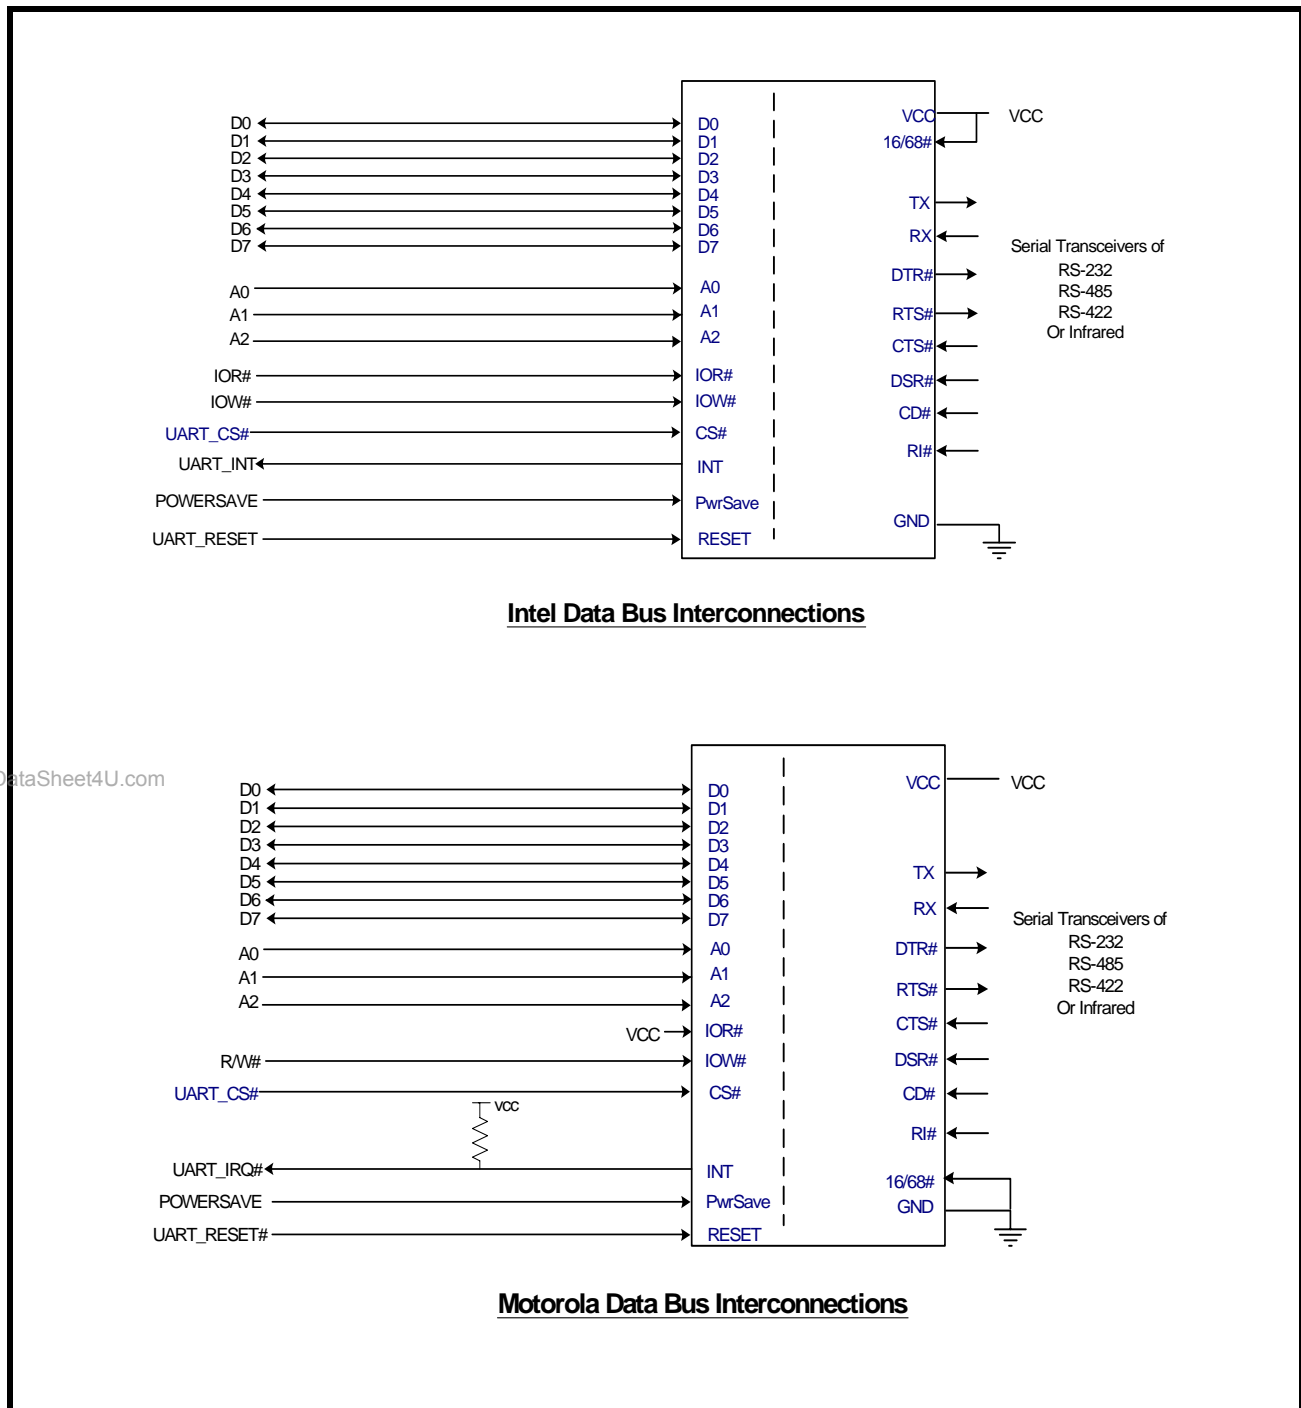 D0 D0
D1 D1
D2 D2
D3 D3
D4 D4
D5 D5
D6 D6
D7 D7
A0 A0
A1 A1
A2 A2
IOR# IOR#
IOW# IOW#
UART_CS# CS#
UART_INT INT
POWERSAVE PwrSave
UART_RESET RESET
VCC VCC
16/68#
TX
RX
DTR#
RTS#
CTS#
DSR#
CD#
RI#
GND
Serial Transceivers of
RS-232
RS-485
RS-422
Or Infrared
Intel Data Bus Interconnections
DataSheet4U.com
D0 D0
D1 D1
D2 D2
D3 D3
D4 D4
D5 D5
D6 D6
D7 D7
A0 A0
A1 A1
A2 A2
VCC IOR#
R/W# IOW#
UART_CS# CS#
VCC
UART_IRQ# INT
POWERSAVE PwrSave
UART_RESET# RESET
VCC VCC
TX
RX
DTR#
RTS#
CTS#
DSR#
CD#
RI#
16/68#
GND
Serial Transceivers of
RS-232
RS-485
RS-422
Or Infrared
Motorola Data Bus Interconnections